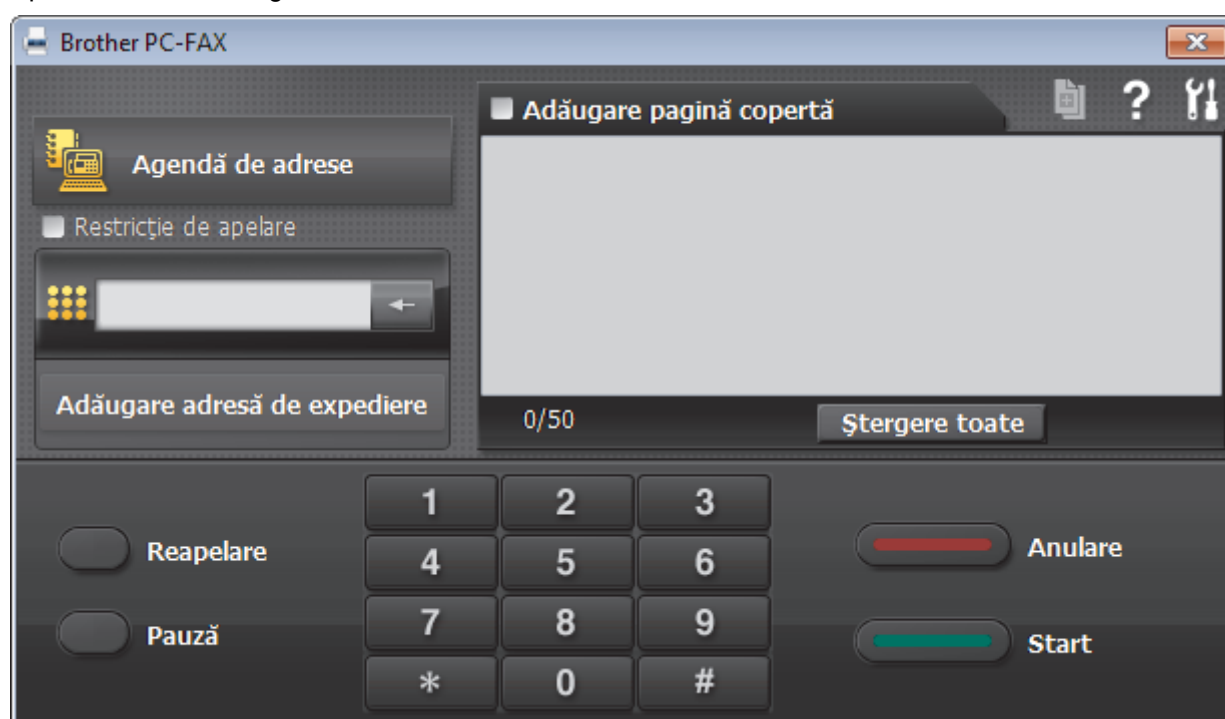 Brother PC-FAX
Adăugare pagină copertă
?
Agendă de adrese
Restricţie de apelare
Adăugare adresă de expediere
0/50
Ştergere toate
1 2 3
Reapelare
4 5 6
Anulare
7 8 9
Pauză
Start
* 0 #